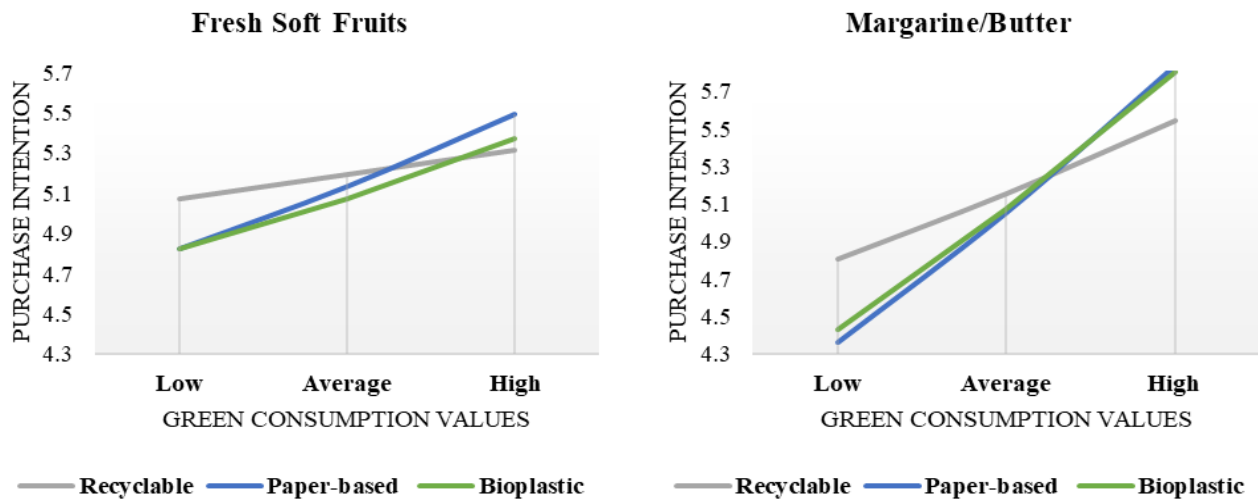 Fresh Soft Fruits
PURCHASE INTENTION
5.7
5.5
5.3
5.1
4.9
4.7
4.5
4.3
Low Average High
GREEN CONSUMPTION VALUES
Recyclable Paper-based Bioplastic
Margarine/Butter
PURCHASE INTENTION
5.7
5.5
5.3
5.1
4.9
4.7
4.5
4.3
Low Average High
GREEN CONSUMPTION VALUES
Recyclable Paper-based Bioplastic